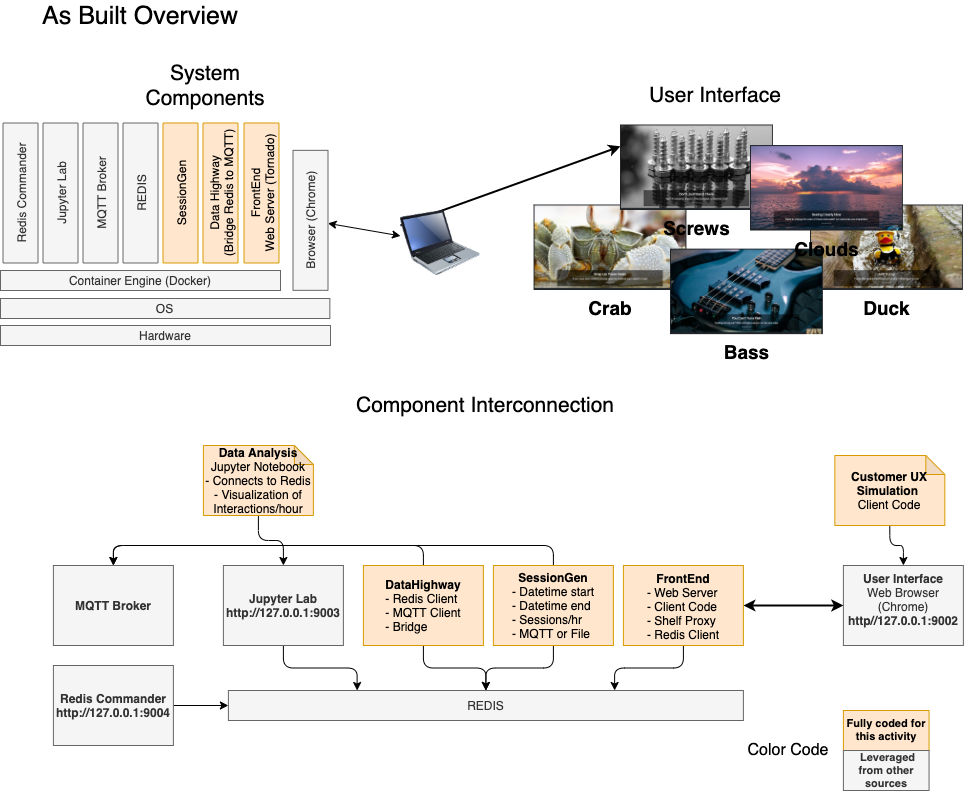 As Built Overview
System
Components
User Interface
Redis Commander
Jupyter Lab
MQTT Broker
REDIS
SessionGen
Data Highway
(Bridge Redis to MQTT)
FrontEnd
Web Server (Tornado)
Browser (Chrome)
Container Engine (Docker)
OS
Hardware
Screws
Clouds
Crab
Duck
Bass
Component Interconnection
Data Analysis
Jupyter Notebook
- Connects to Redis
- Visualization of
Interactions/hour
Customer UX
Simulation
Client Code
MQTT Broker
Jupyter Lab
http://127.0.0.1:9003
DataHighway
- Redis Client
- MQTT Client
- Bridge
SessionGen
- Datetime start
- Datetime end
- Sessions/hr
- MQTT or File
FrontEnd
- Web Server
- Client Code
- Shelf Proxy
- Redis Client
User Interface
Web Browser
(Chrome)
http//127.0.0.1:9002
Redis Commander
http://127.0.0.1:9004
REDIS
Color Code
Fully coded for
this activity
Leveraged
from other
sources